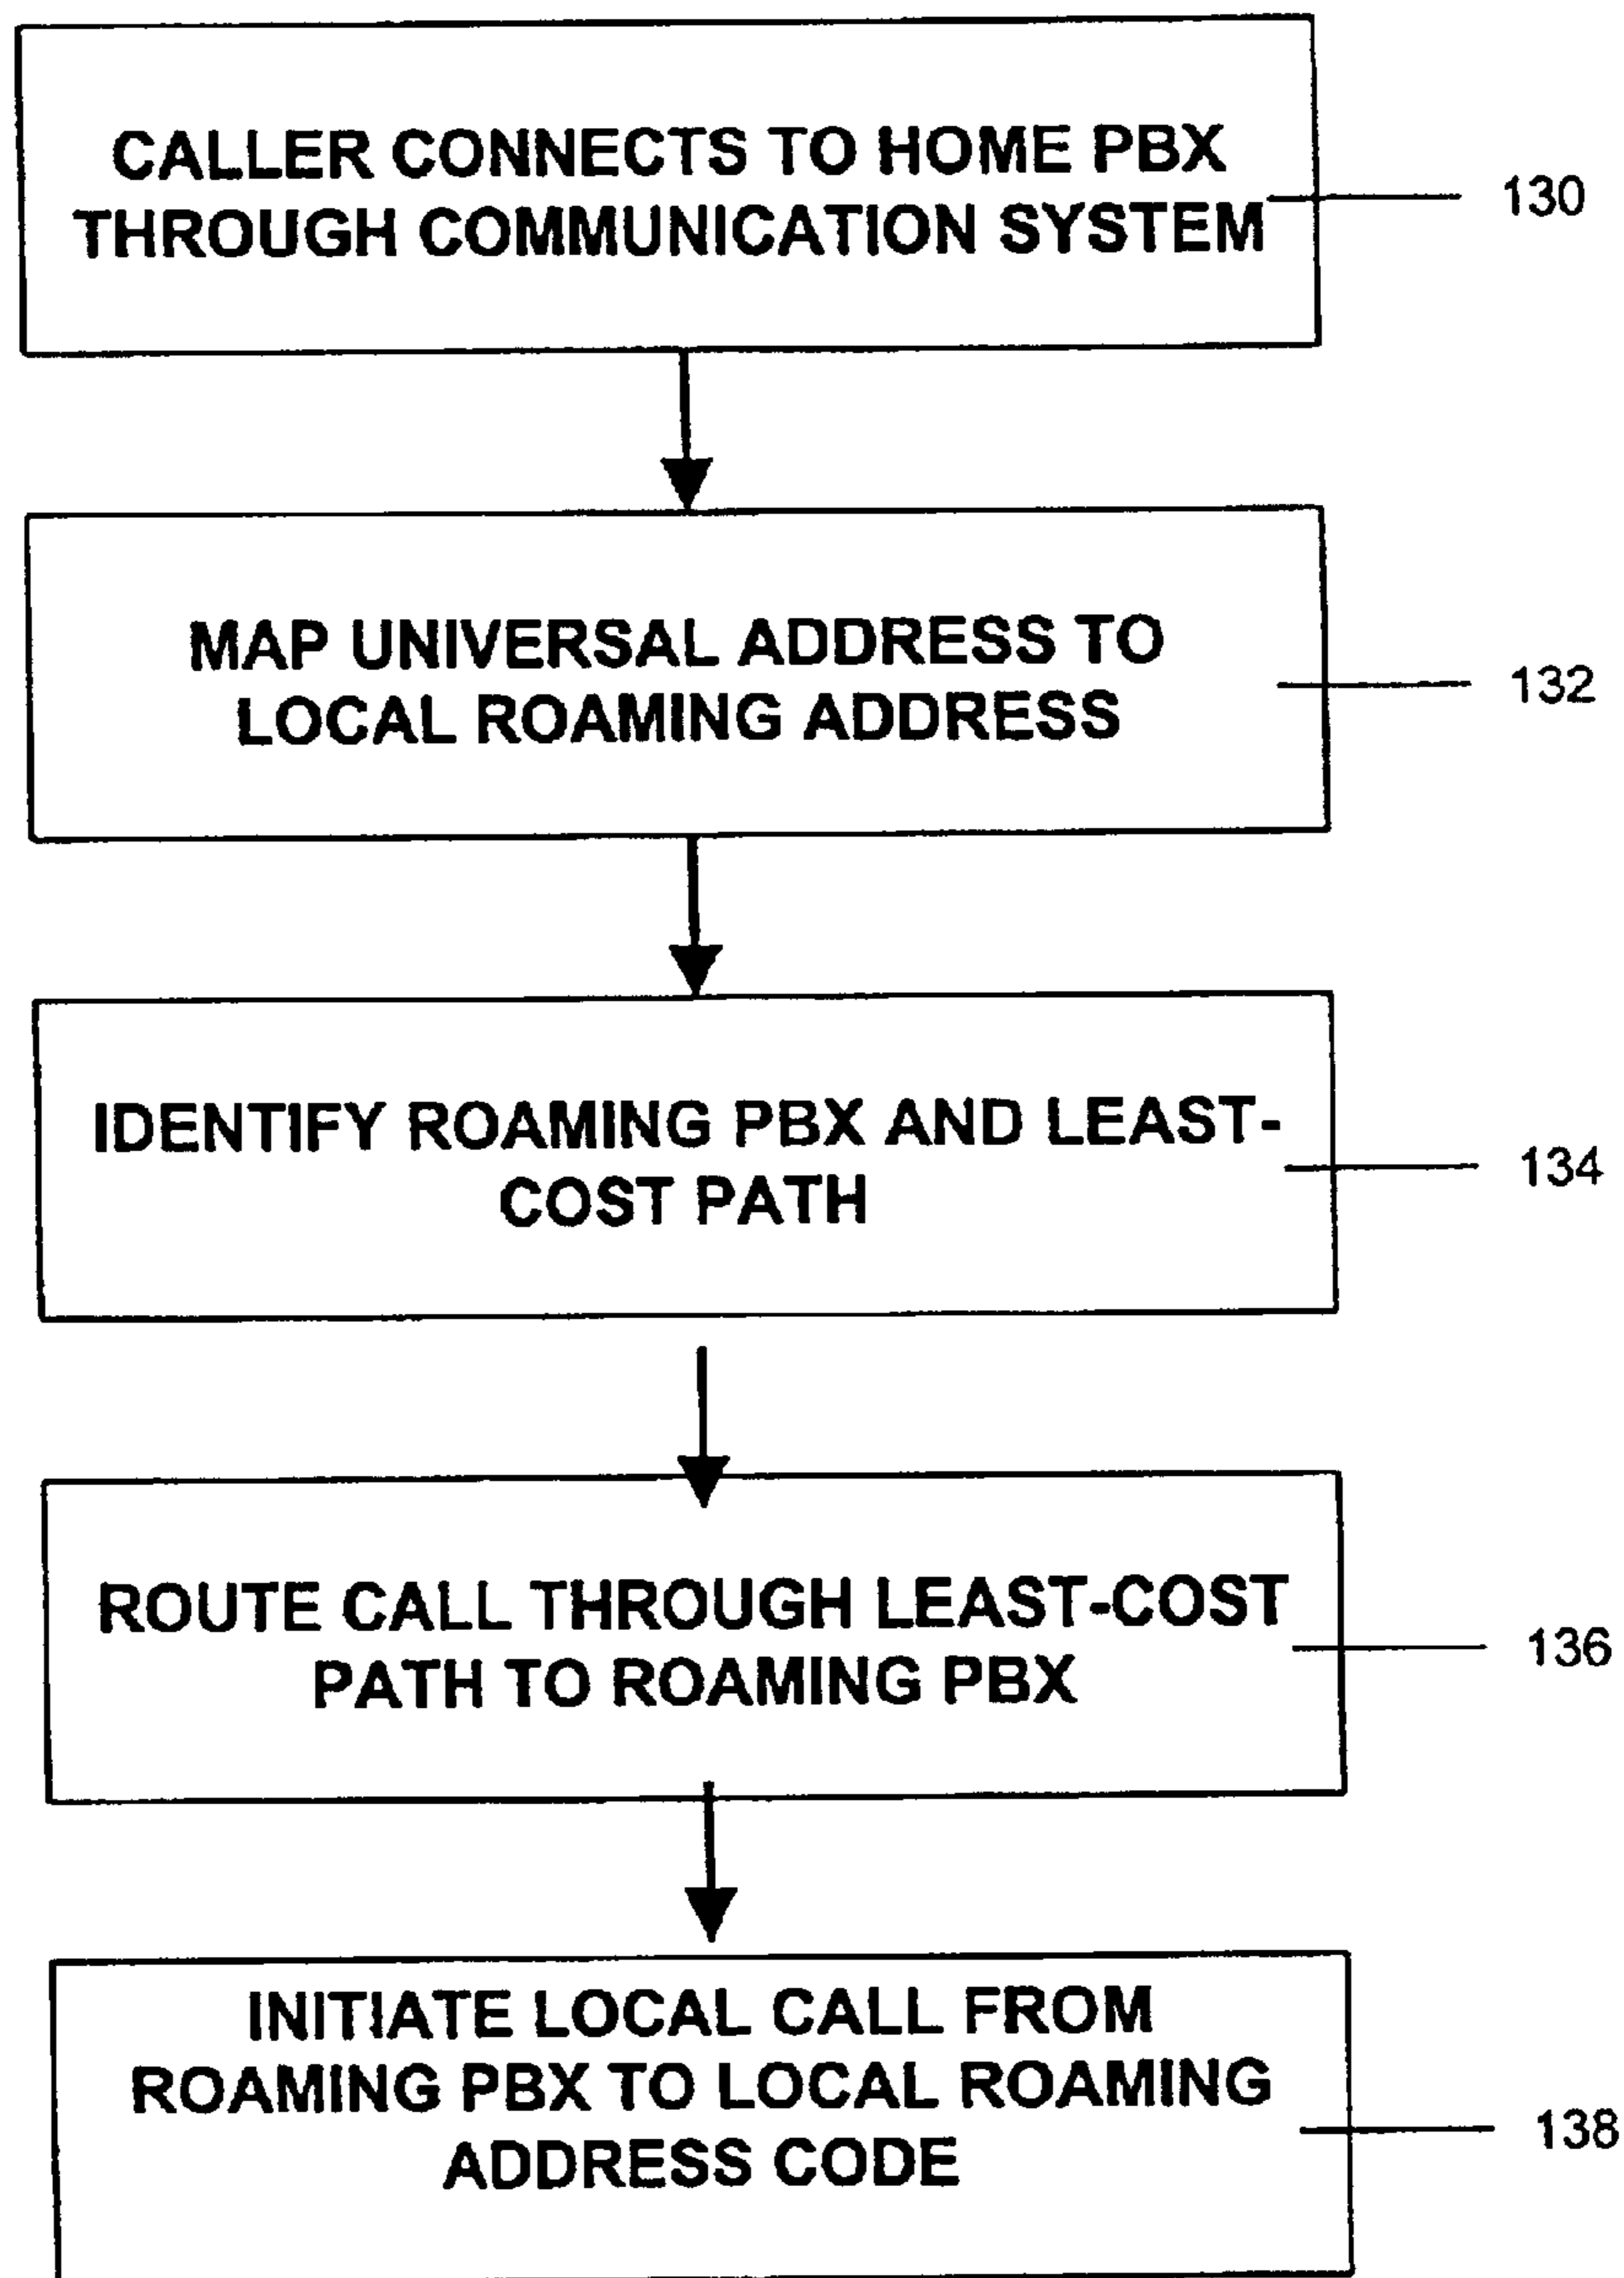 CALLER CONNECTS TO HOME PBX
THROUGH COMMUNICATION SYSTEM
130
MAP UNIVERSAL ADDRESS TO
LOCAL ROAMING ADDRESS
132
IDENTIFY ROAMING PBX AND LEAST-
COST PATH
134
ROUTE CALL THROUGH LEAST-COST
PATH TO ROAMING PBX
136
INITIATE LOCAL CALL FROM
ROAMING PBX TO LOCAL ROAMING
ADDRESS CODE
138